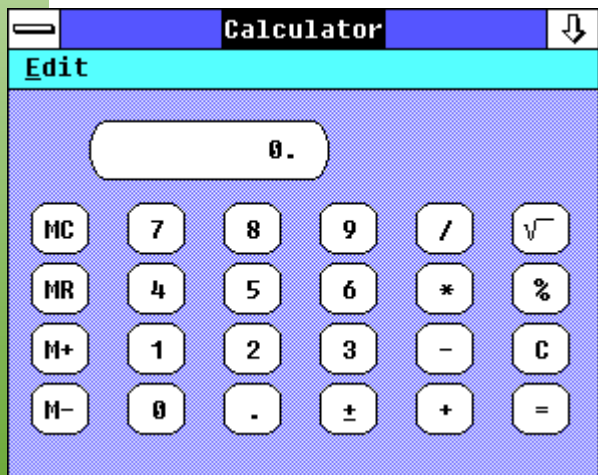 Calculator
Edit
0.
MC 7 8 9 / √
MR 4 5 6 * %
M+ 1 2 3 - C
M- 0 . ± + =